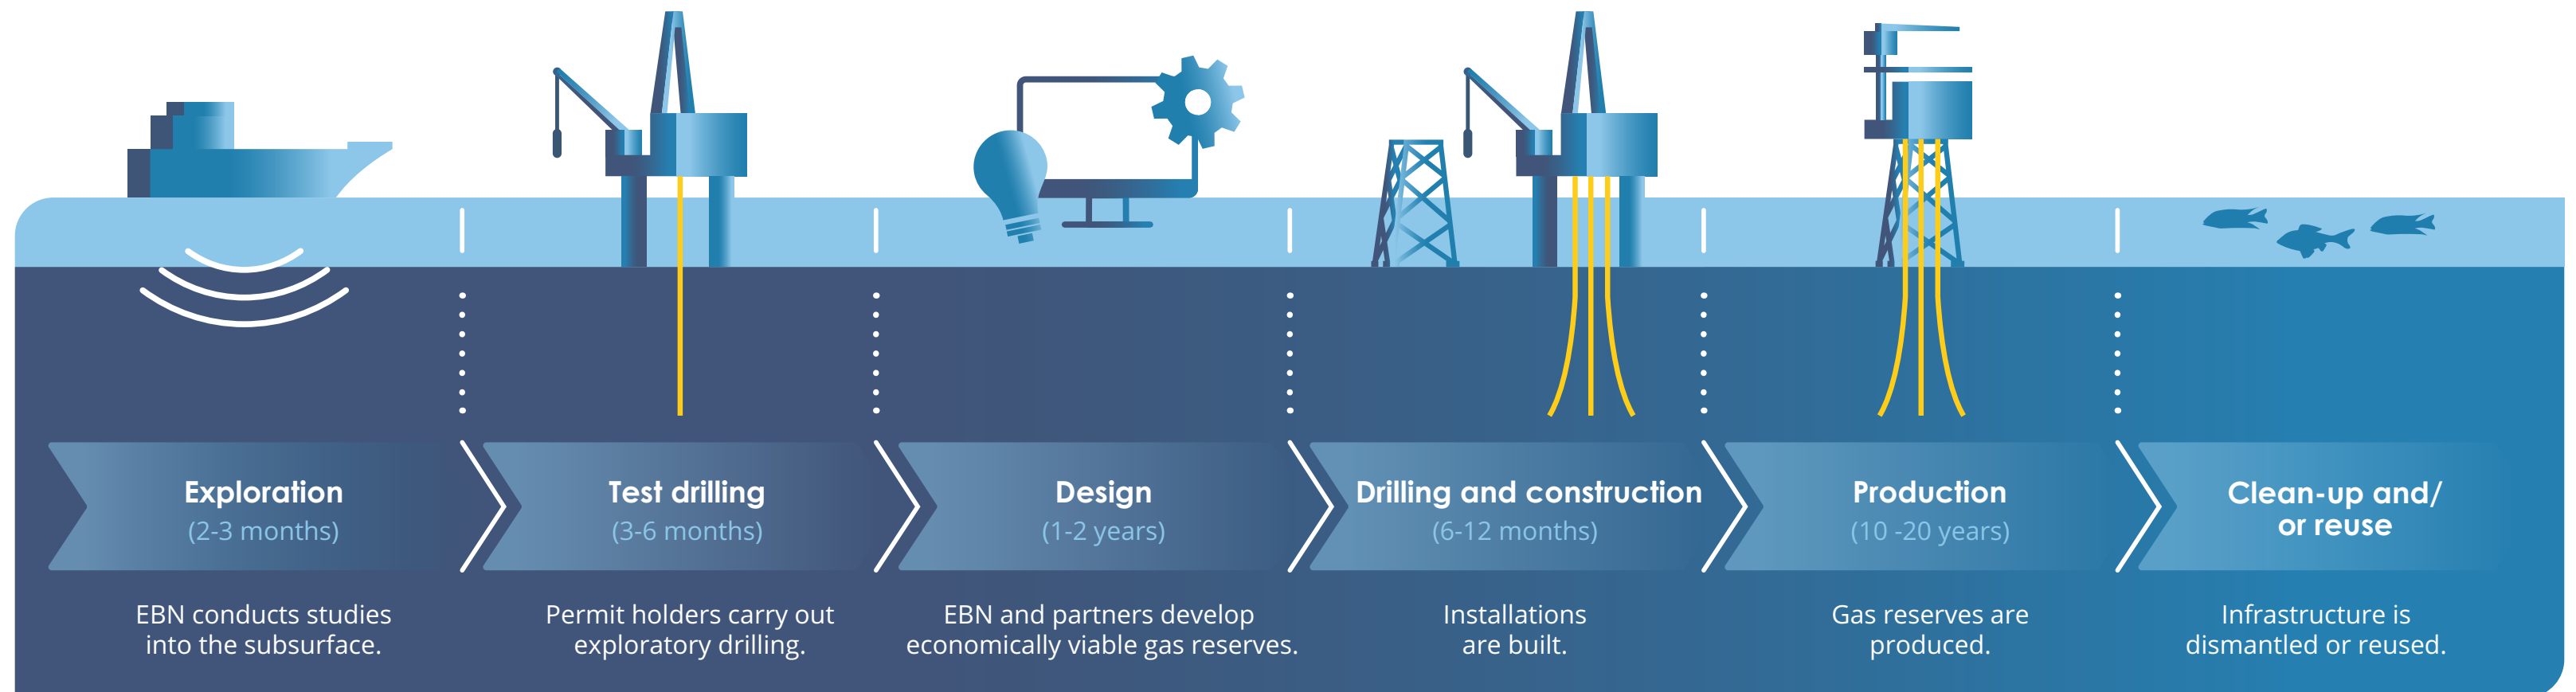 Exploration
(2-3 months)
EBN conducts studies
into the subsurface.
Test drilling
(3-6 months)
Permit holders carry out
exploratory drilling.
Design
(1-2 years)
EBN and partners develop
economically viable gas reserves.
Drilling and construction
(6-12 months)
Installations
are built.
Production
(10 -20 years)
Gas reserves are
produced.
Clean-up and/
or reuse
Infrastructure is
dismantled or reused.